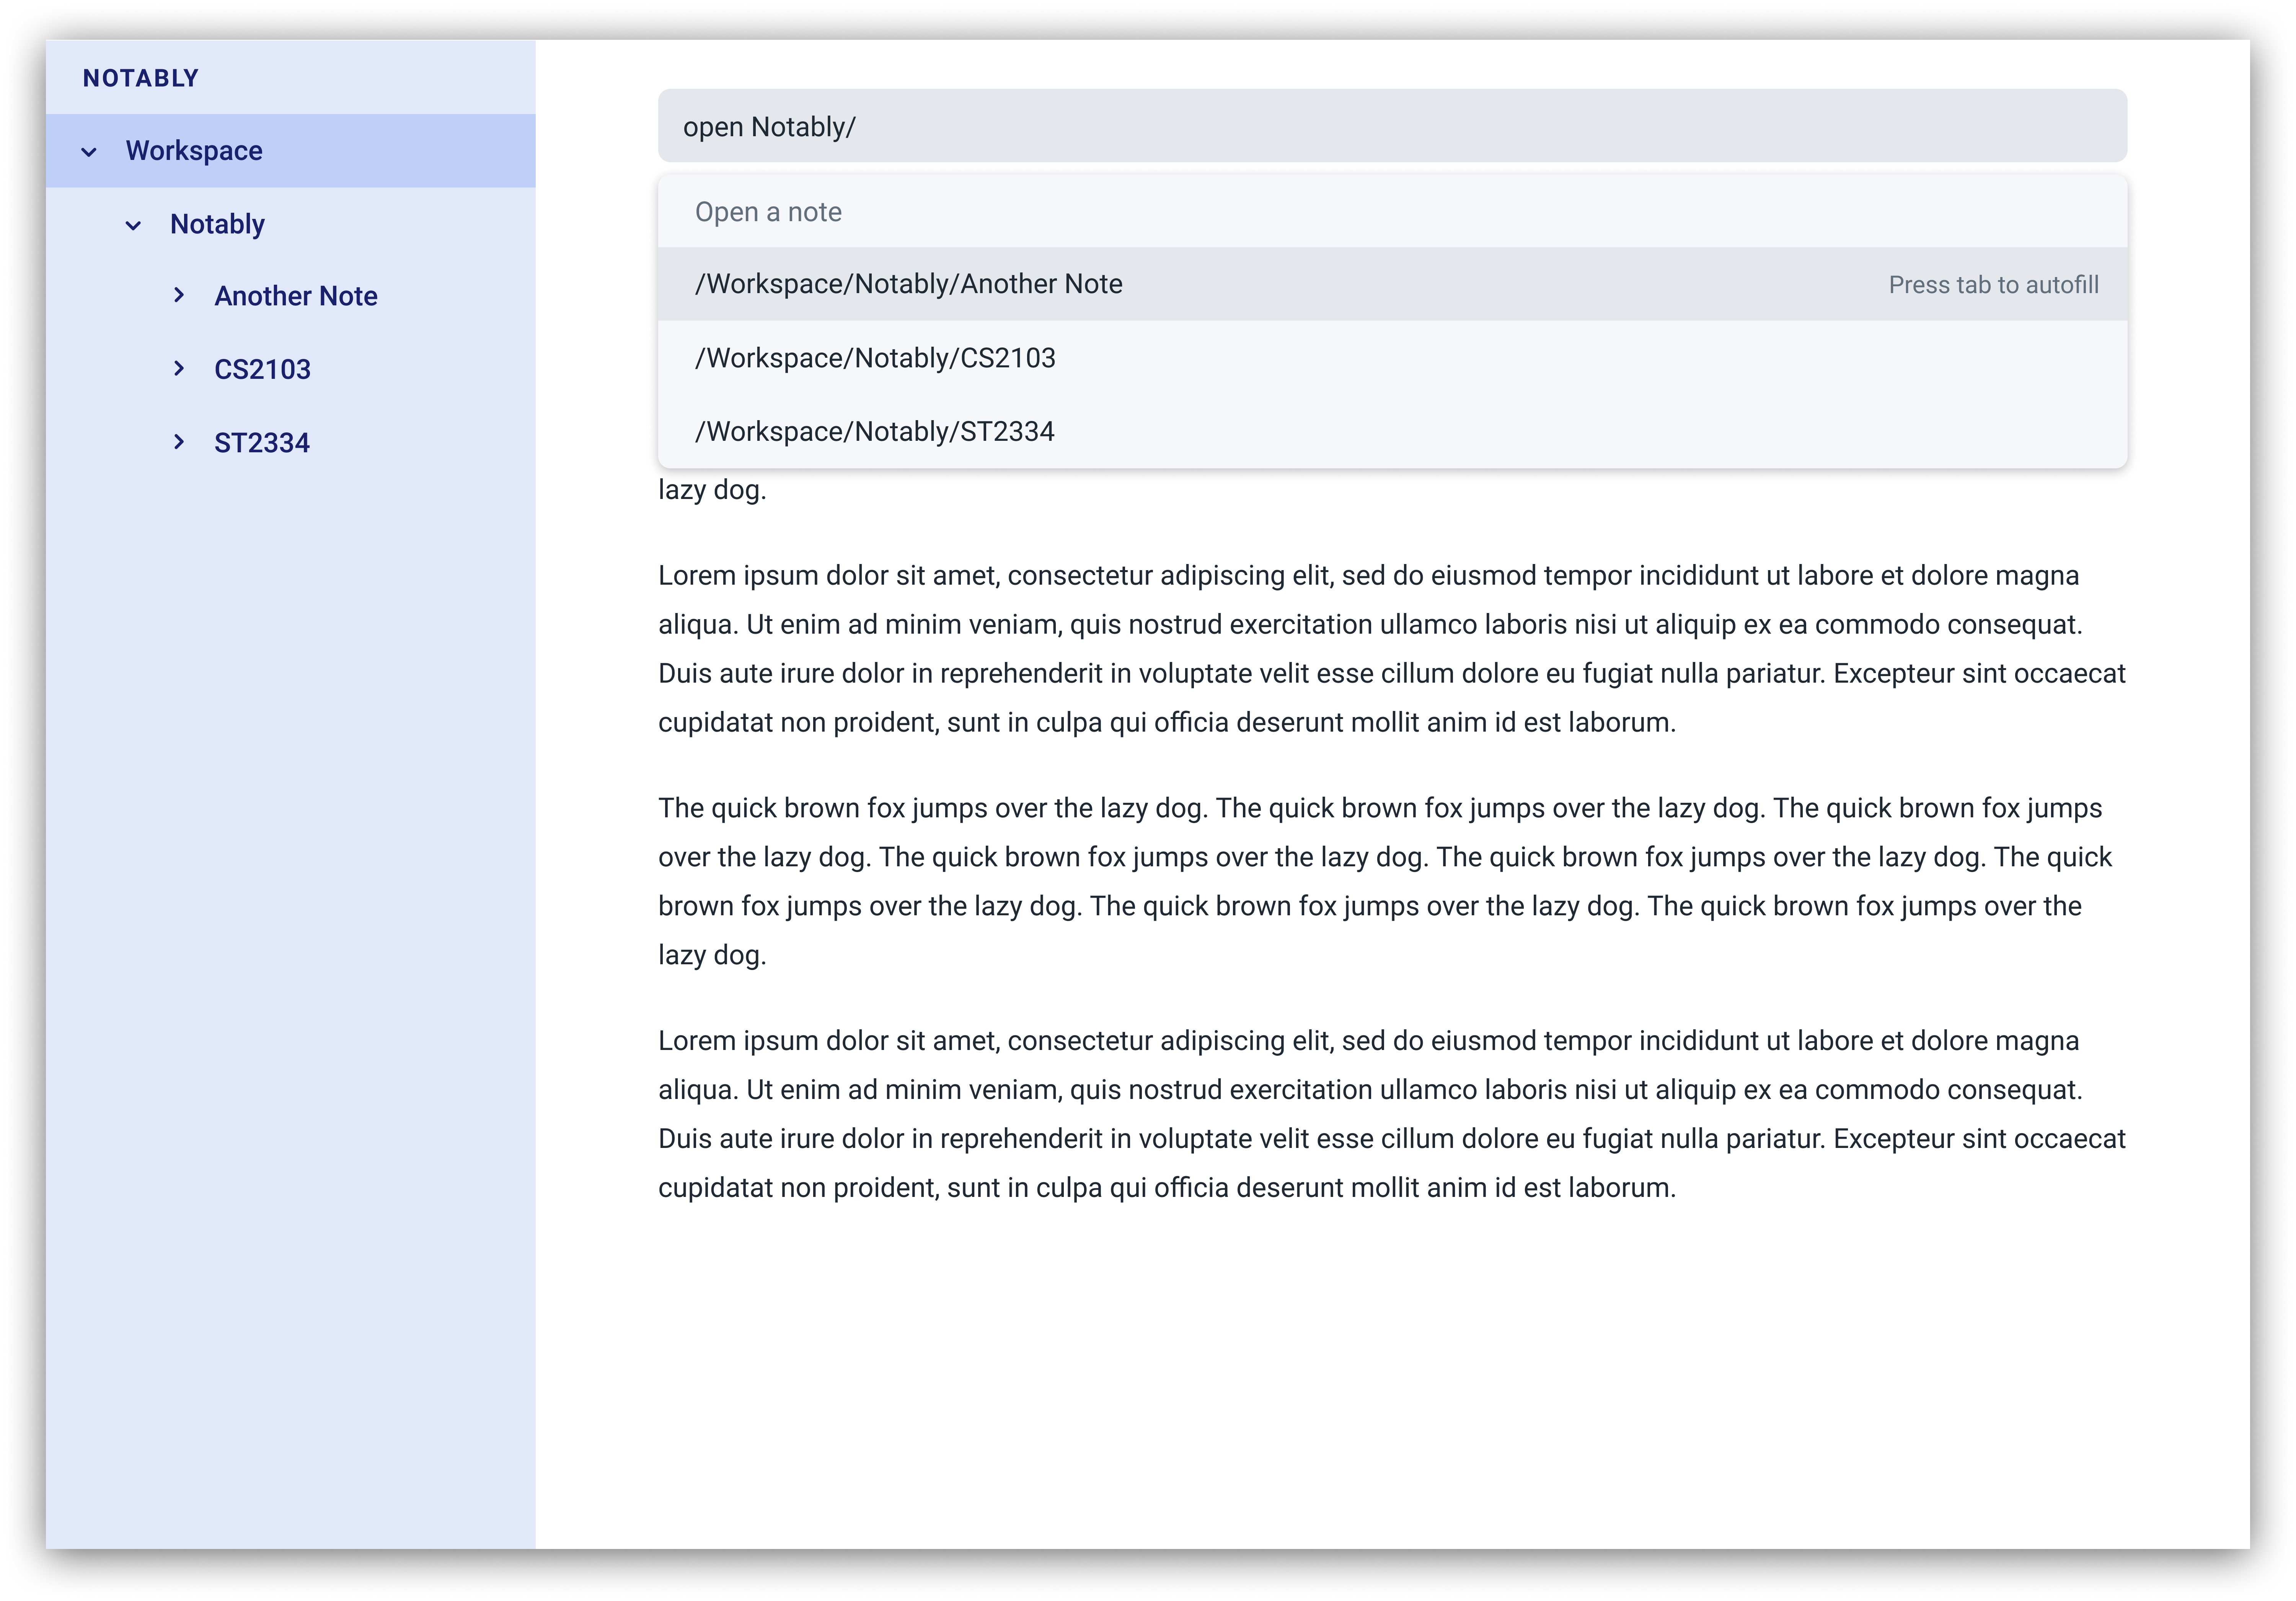 NOTABLY
Workspace
Notably
Another Note
CS2103
ST2334
open Notably/
Open a note
/Workspace/Notably/Another Note Press tab to autofill
/Workspace/Notably/CS2103
/Workspace/Notably/ST2334
lazy dog.
Lorem ipsum dolor sit amet, consectetur adipiscing elit, sed do eiusmod tempor incididunt ut labore et dolore magna
aliqua. Ut enim ad minim veniam, quis nostrud exercitation ullamco laboris nisi ut aliquip ex ea commodo consequat.
Duis aute irure dolor in reprehenderit in voluptate velit esse cillum dolore eu fugiat nulla pariatur. Excepteur sint occaecat
cupidatat non proident, sunt in culpa qui officia deserunt mollit anim id est laborum.
The quick brown fox jumps over the lazy dog. The quick brown fox jumps over the lazy dog. The quick brown fox jumps
over the lazy dog. The quick brown fox jumps over the lazy dog. The quick brown fox jumps over the lazy dog. The quick
brown fox jumps over the lazy dog. The quick brown fox jumps over the lazy dog. The quick brown fox jumps over the
lazy dog.
Lorem ipsum dolor sit amet, consectetur adipiscing elit, sed do eiusmod tempor incididunt ut labore et dolore magna
aliqua. Ut enim ad minim veniam, quis nostrud exercitation ullamco laboris nisi ut aliquip ex ea commodo consequat.
Duis aute irure dolor in reprehenderit in voluptate velit esse cillum dolore eu fugiat nulla pariatur. Excepteur sint occaecat
cupidatat non proident, sunt in culpa qui officia deserunt mollit anim id est laborum.